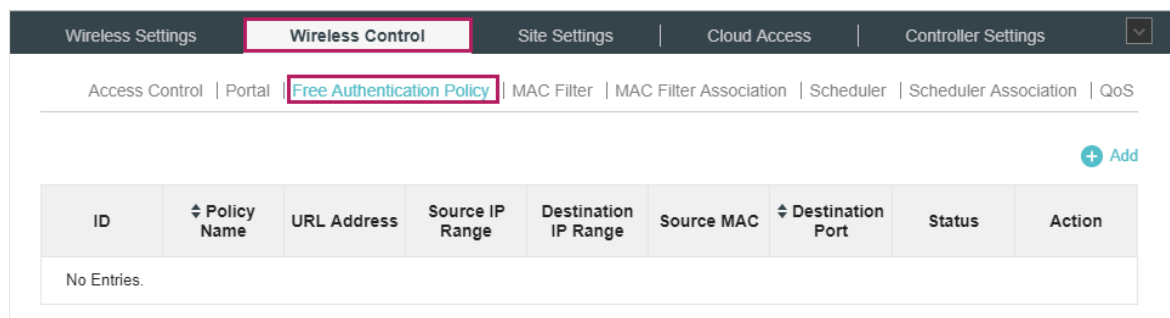 Wireless Settings Wireless Control Site Settings | Cloud Access | Controller Settings
Access Control | Portal | Free Authentication Policy | MAC Filter | MAC Filter Association | Scheduler | Scheduler Association | QoS
Add
ID Policy Name URL Address Source IP Range Destination IP Range Source MAC Destination Port Status Action
No Entries.